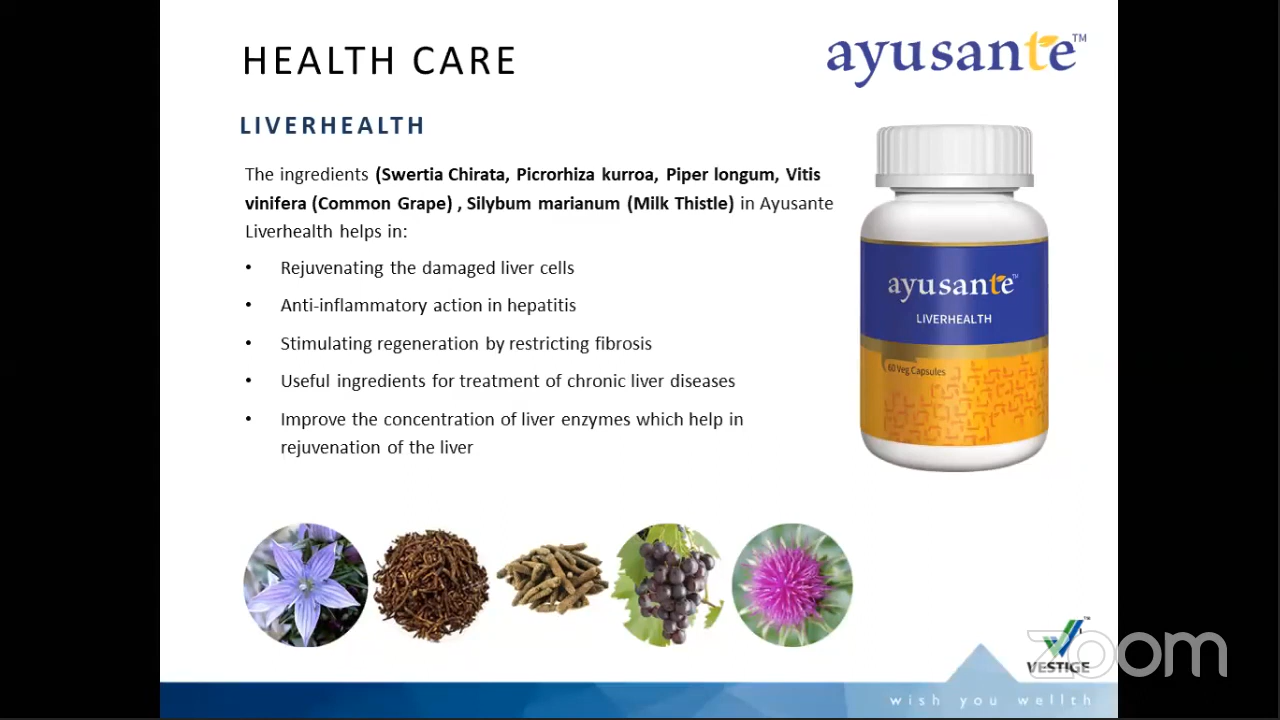 HEALTH CARE
ayusante™
LIVERHEALTH
The ingredients (Swertia Chirata, Picrorhiza kurroa, Piper longum, Vitis
vinifera (Common Grape) , Silybum marianum (Milk Thistle) in Ayusante
Liverhealth helps in:
• Rejuvenating the damaged liver cells
• Anti-inflammatory action in hepatitis
• Stimulating regeneration by restricting fibrosis
• Useful ingredients for treatment of chronic liver diseases
• Improve the concentration of liver enzymes which help in
rejuvenation of the liver
ayusante™
LIVERHEALTH
60 Veg Capsules
VESTIGE™
zoom
wish you wellth